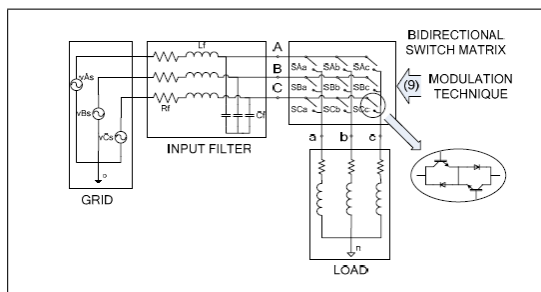 Lf
A
B
C
SAa SAb SAc
SBa SBb SBc
SCa SCb SCc
BIDIRECTIONAL
SWITCH MATRIX
(9)
MODULATION
TECHNIQUE
vAs
vBs
vCs
Rf
Cf
o
GRID
INPUT FILTER
a b c
n
LOAD